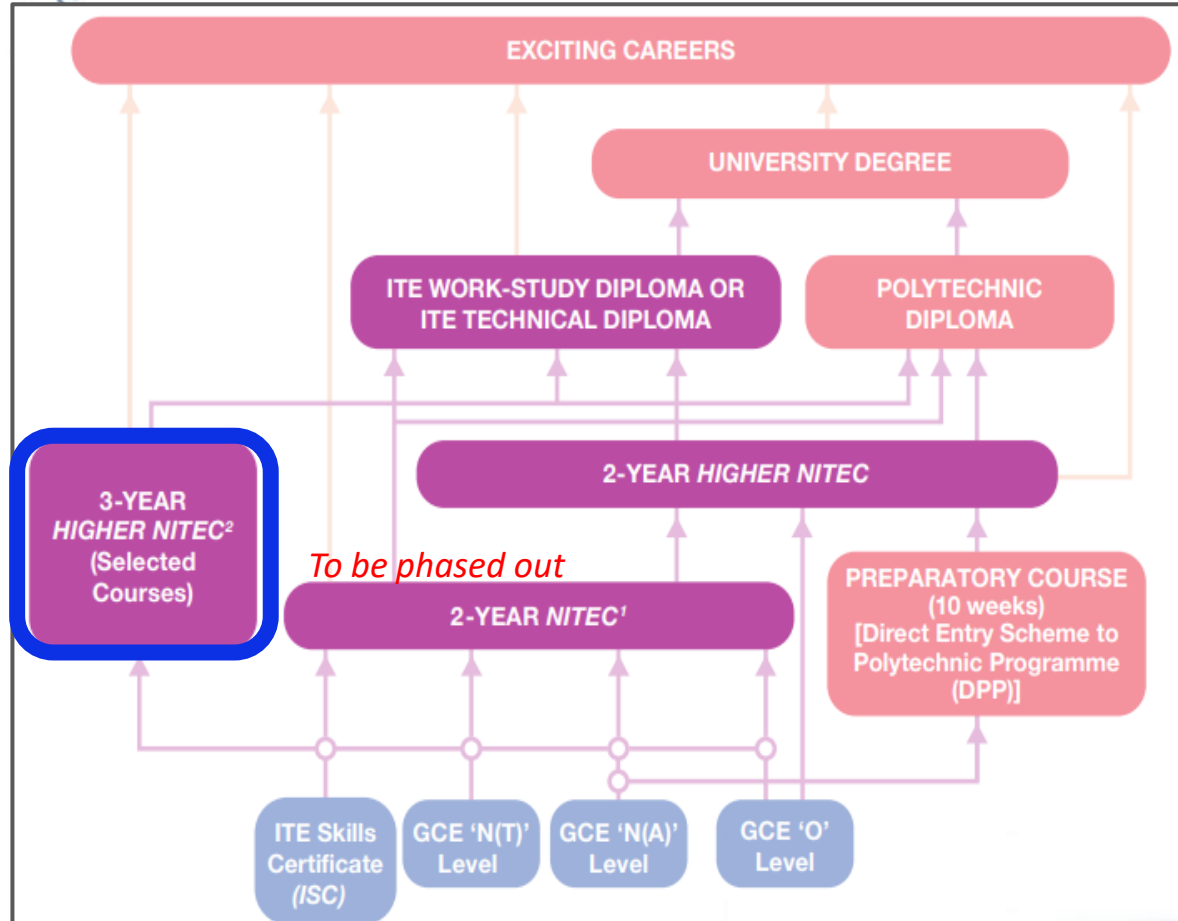 EXCITING CAREERS
UNIVERSITY DEGREE
ITE WORK-STUDY DIPLOMA OR
ITE TECHNICAL DIPLOMA
POLYTECHNIC
DIPLOMA
2-YEAR HIGHER NITEC
3-YEAR
HIGHER NITEC²
(Selected
Courses)
To be phased out
2-YEAR NITEC¹
PREPARATORY COURSE
(10 weeks)
[Direct Entry Scheme to
Polytechnic Programme
(DPP)]
ITE Skills
Certificate
(ISC)
GCE ‘N(T)’
Level
GCE ‘N(A)’
Level
GCE ‘O’
Level